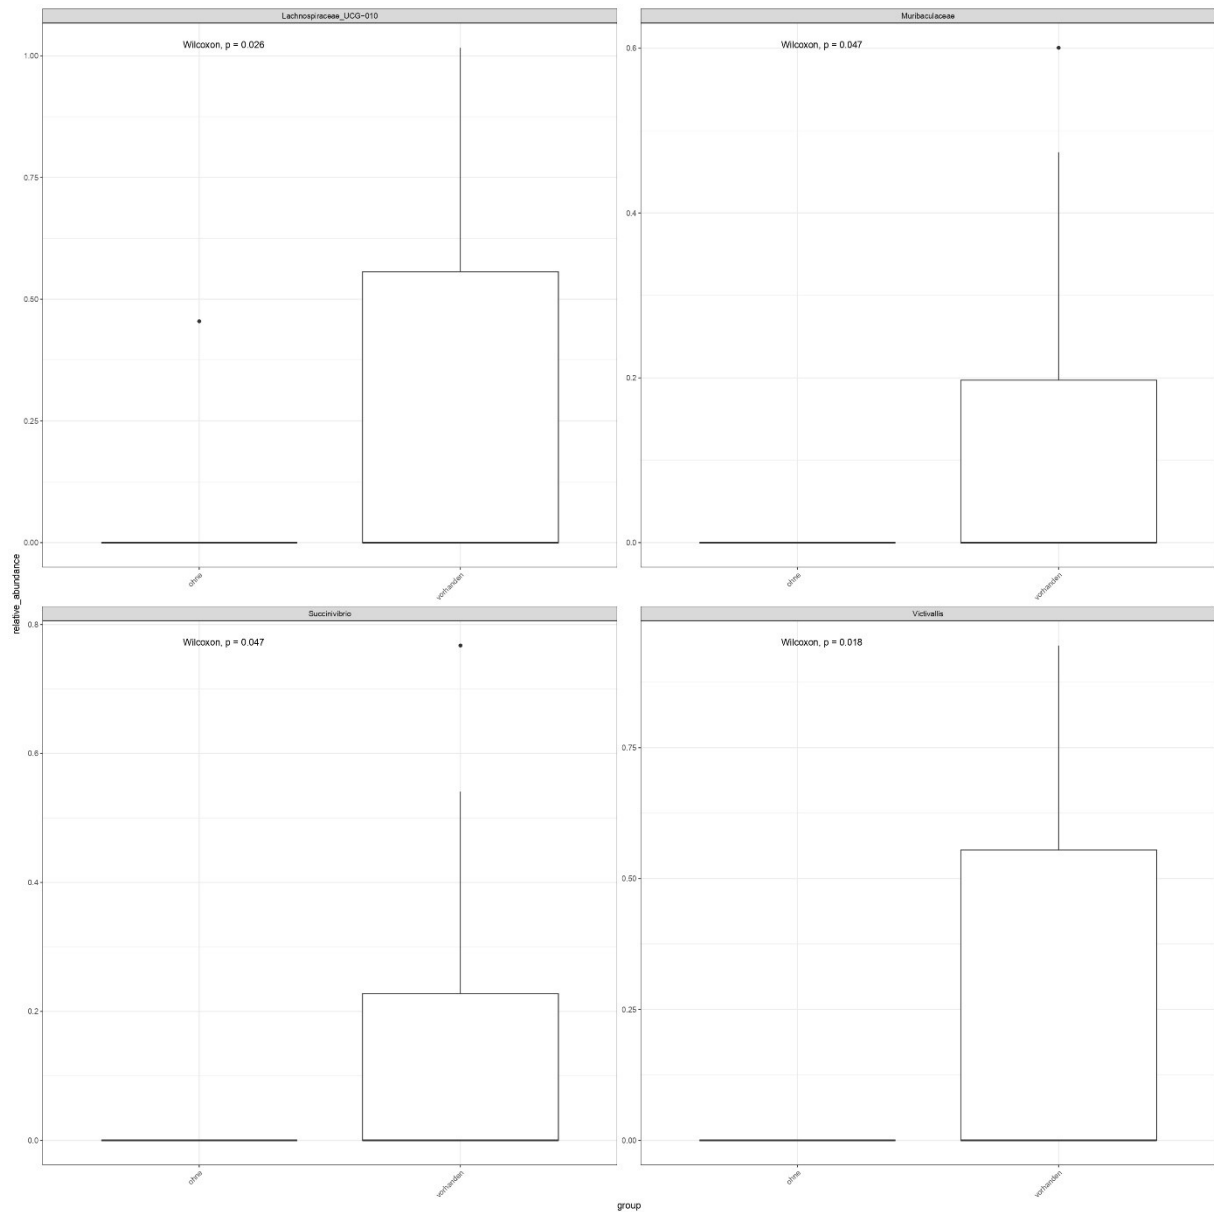 Lachnospiraceae_UCG-010
Wilcoxon, p = 0.026
1.00
0.75
0.50
0.25
0.00
ohne
vorhanden
Muribaculaceae
Wilcoxon, p = 0.047
0.6
0.4
0.2
0.0
ohne
vorhanden
relative_abundance
Succinivibrio
Wilcoxon, p = 0.047
0.8
0.6
0.4
0.2
0.0
ohne
vorhanden
Victivallis
Wilcoxon, p = 0.018
0.75
0.50
0.25
0.00
ohne
vorhanden
group